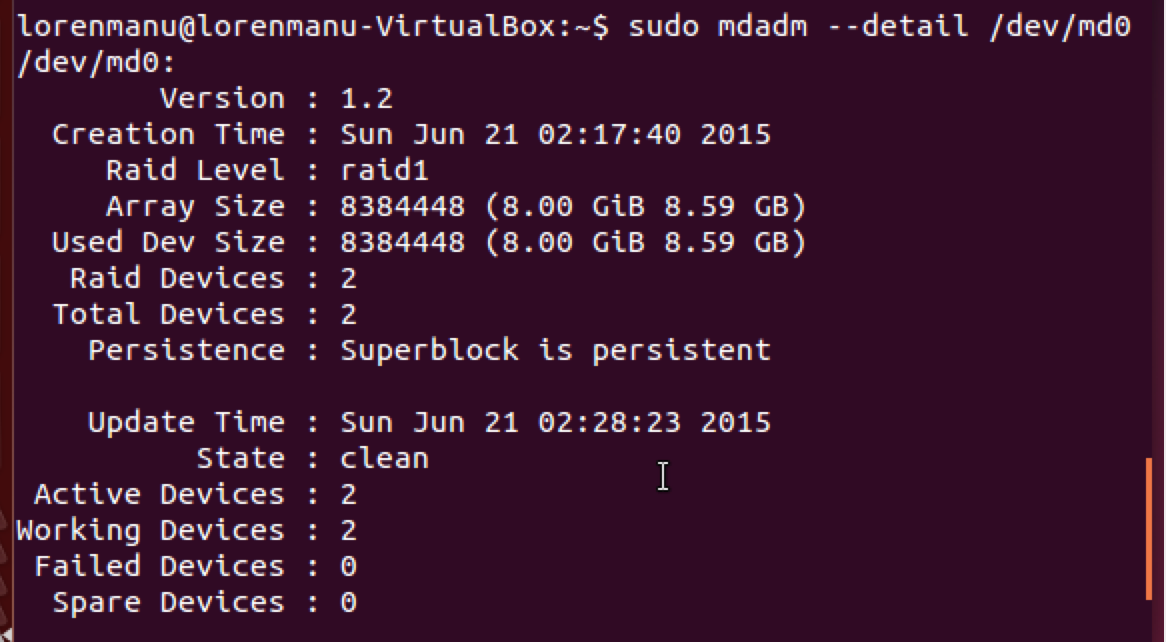 lorenmanu@lorenmanu-VirtualBox:~$ sudo mdadm --detail /dev/md0
/dev/md0:
Version : 1.2
Creation Time : Sun Jun 21 02:17:40 2015
Raid Level : raid1
Array Size : 8384448 (8.00 GiB 8.59 GB)
Used Dev Size : 8384448 (8.00 GiB 8.59 GB)
Raid Devices : 2
Total Devices : 2
Persistence : Superblock is persistent
Update Time : Sun Jun 21 02:28:23 2015
State : clean
Active Devices : 2
Working Devices : 2
Failed Devices : 0
Spare Devices : 0